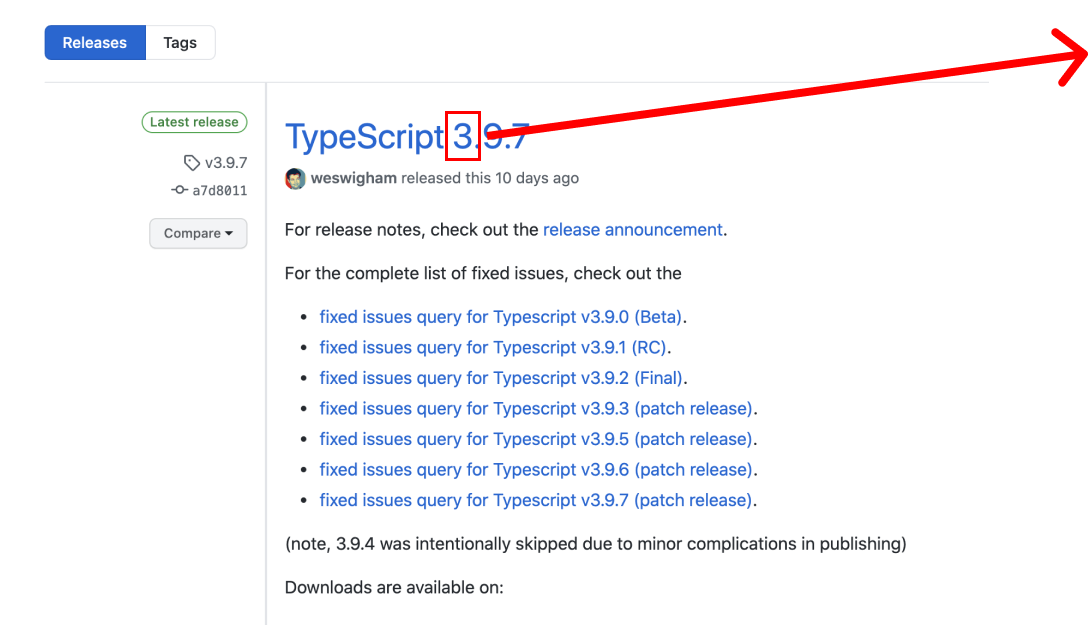 Releases Tags
Latest release
TypeScript 3.9.7
v3.9.7
weswigham released this 10 days ago
a7d8011
Compare
For release notes, check out the release announcement.
For the complete list of fixed issues, check out the
• fixed issues query for Typescript v3.9.0 (Beta).
• fixed issues query for Typescript v3.9.1 (RC).
• fixed issues query for Typescript v3.9.2 (Final).
• fixed issues query for Typescript v3.9.3 (patch release).
• fixed issues query for Typescript v3.9.5 (patch release).
• fixed issues query for Typescript v3.9.6 (patch release).
• fixed issues query for Typescript v3.9.7 (patch release).
(note, 3.9.4 was intentionally skipped due to minor complications in publishing)
Downloads are available on: